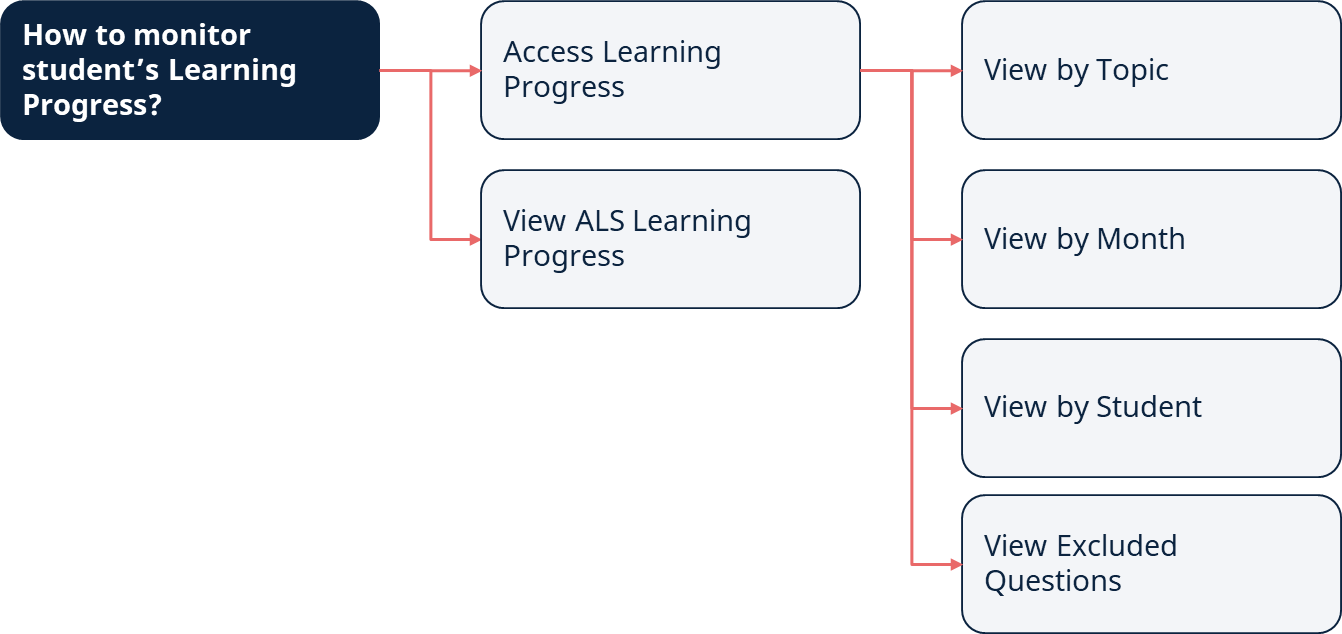 How to monitor
student’s Learning
Progress?
Access Learning
Progress
View by Topic
View ALS Learning
Progress
View by Month
View by Student
View Excluded
Questions